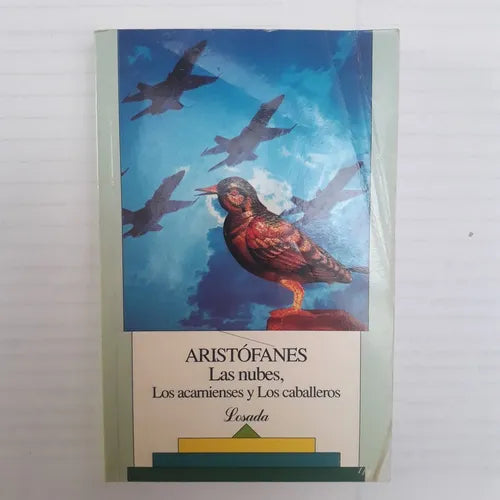 ARISTÓFANES
Las nubes,
Los acarnienses y Los caballeros
Losada